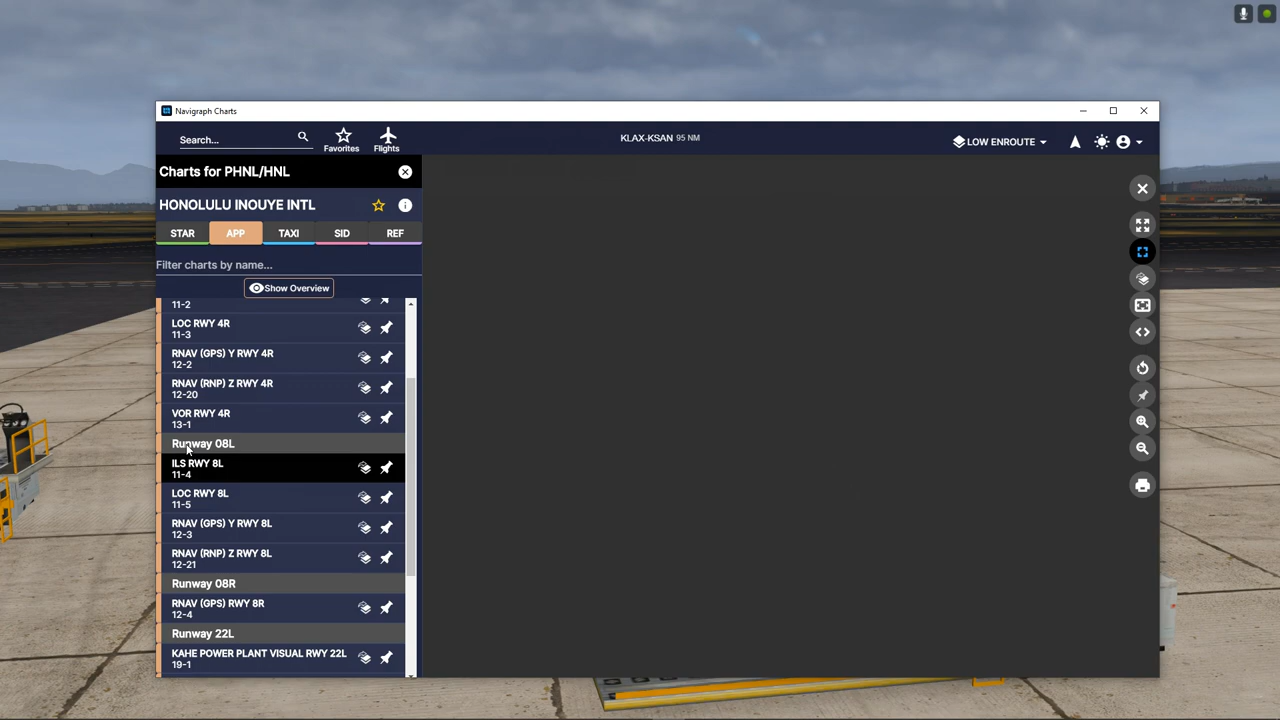 Navigraph Charts
Search...
Favorites
Flights
KLAX-KSAN 95 NM
LOW ENROUTE
Charts for PHNL/HNL
HONOLULU INOUYE INTL
STAR
APP
TAXI
SID
REF
Filter charts by name...
Show Overview
11-2
LOC RWY 4R
11-3
RNAV (GPS) Y RWY 4R
12-2
RNAV (RNP) Z RWY 4R
12-20
VOR RWY 4R
13-1
Runway 08L
ILS RWY 8L
11-4
LOC RWY 8L
11-5
RNAV (GPS) Y RWY 8L
12-3
RNAV (RNP) Z RWY 8L
12-21
Runway 08R
RNAV (GPS) RWY 8R
12-4
Runway 22L
KAHE POWER PLANT VISUAL RWY 22L
19-1